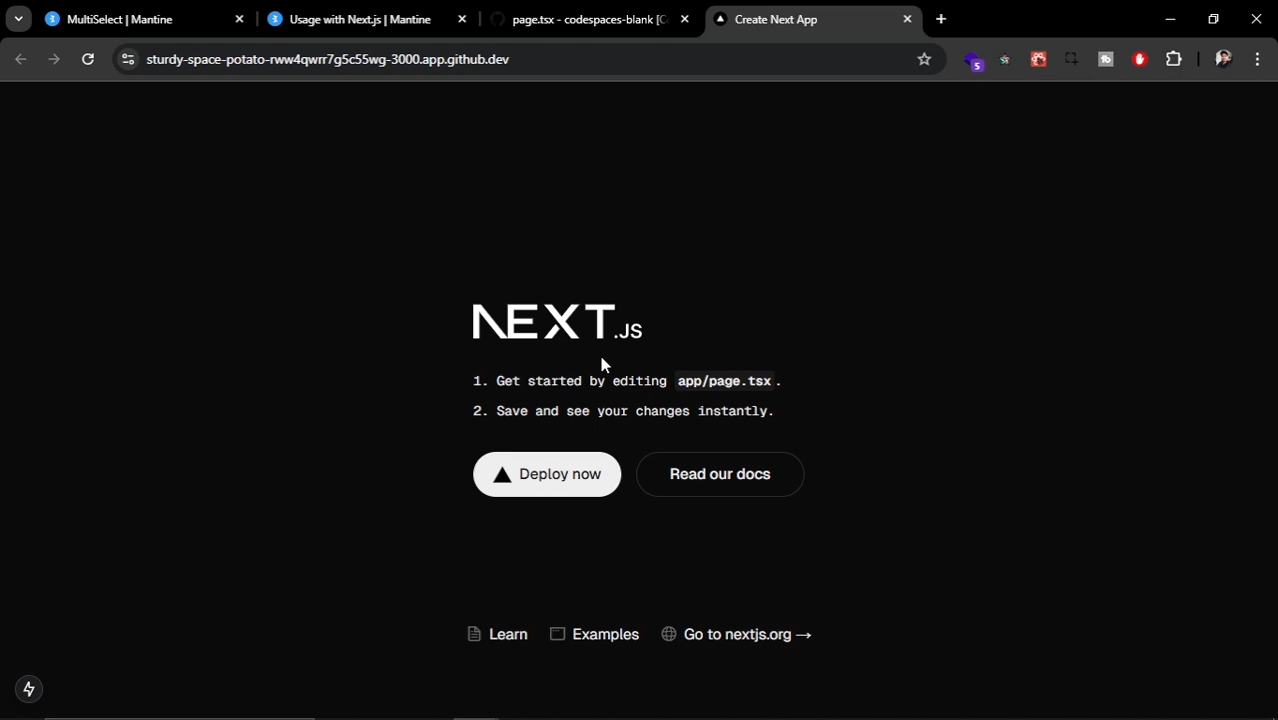 MultiSelect | Mantine
Usage with Next.js | Mantine
page.tsx - codespaces-blank [C
Create Next App
sturdy-space-potato-rww4qwrr7g5c55wg-3000.app.github.dev
5
tb
NEXT.JS
1. Get started by editing app/page.tsx.
2. Save and see your changes instantly.
Deploy now
Read our docs
Learn
Examples
Go to nextjs.org →